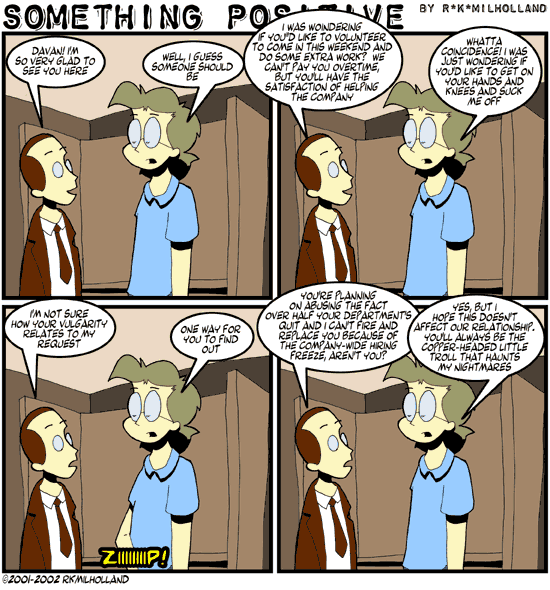 SOMETHING POSITIVE
BY R*K*MILHOLLAND
DAVAN! I'M
SO VERY GLAD TO
SEE YOU HERE
WELL, I GUESS
SOMEONE SHOULD
BE
I WAS WONDERING
IF YOU'D LIKE TO VOLUNTEER
TO COME IN THIS WEEKEND AND
DO SOME EXTRA WORK? WE
CAN'T PAY YOU OVERTIME,
BUT YOU'LL HAVE THE
SATISFACTION OF HELPING
THE COMPANY
WHATTA
COINCIDENCE! I WAS
JUST WONDERING IF
YOU'D LIKE TO GET ON
YOUR HANDS AND
KNEES AND SUCK
ME OFF
I'M NOT SURE
HOW YOUR VULGARITY
RELATES TO MY
REQUEST
ONE WAY FOR
YOU TO FIND
OUT
ZIIIIIIIIP!
YOU'RE PLANNING
ON ABUSING THE FACT
OVER HALF YOUR DEPARTMENT'S
QUIT AND I CAN'T FIRE AND
REPLACE YOU BECAUSE OF
THE COMPANY-WIDE HIRING
FREEZE, AREN'T YOU?
YES, BUT I
HOPE THIS DOESN'T
AFFECT OUR RELATIONSHIP.
YOU'LL ALWAYS BE THE
COPPER-HEADED LITTLE
TROLL THAT HAUNTS
MY NIGHTMARES
©2001-2002 RKMILHOLLAND